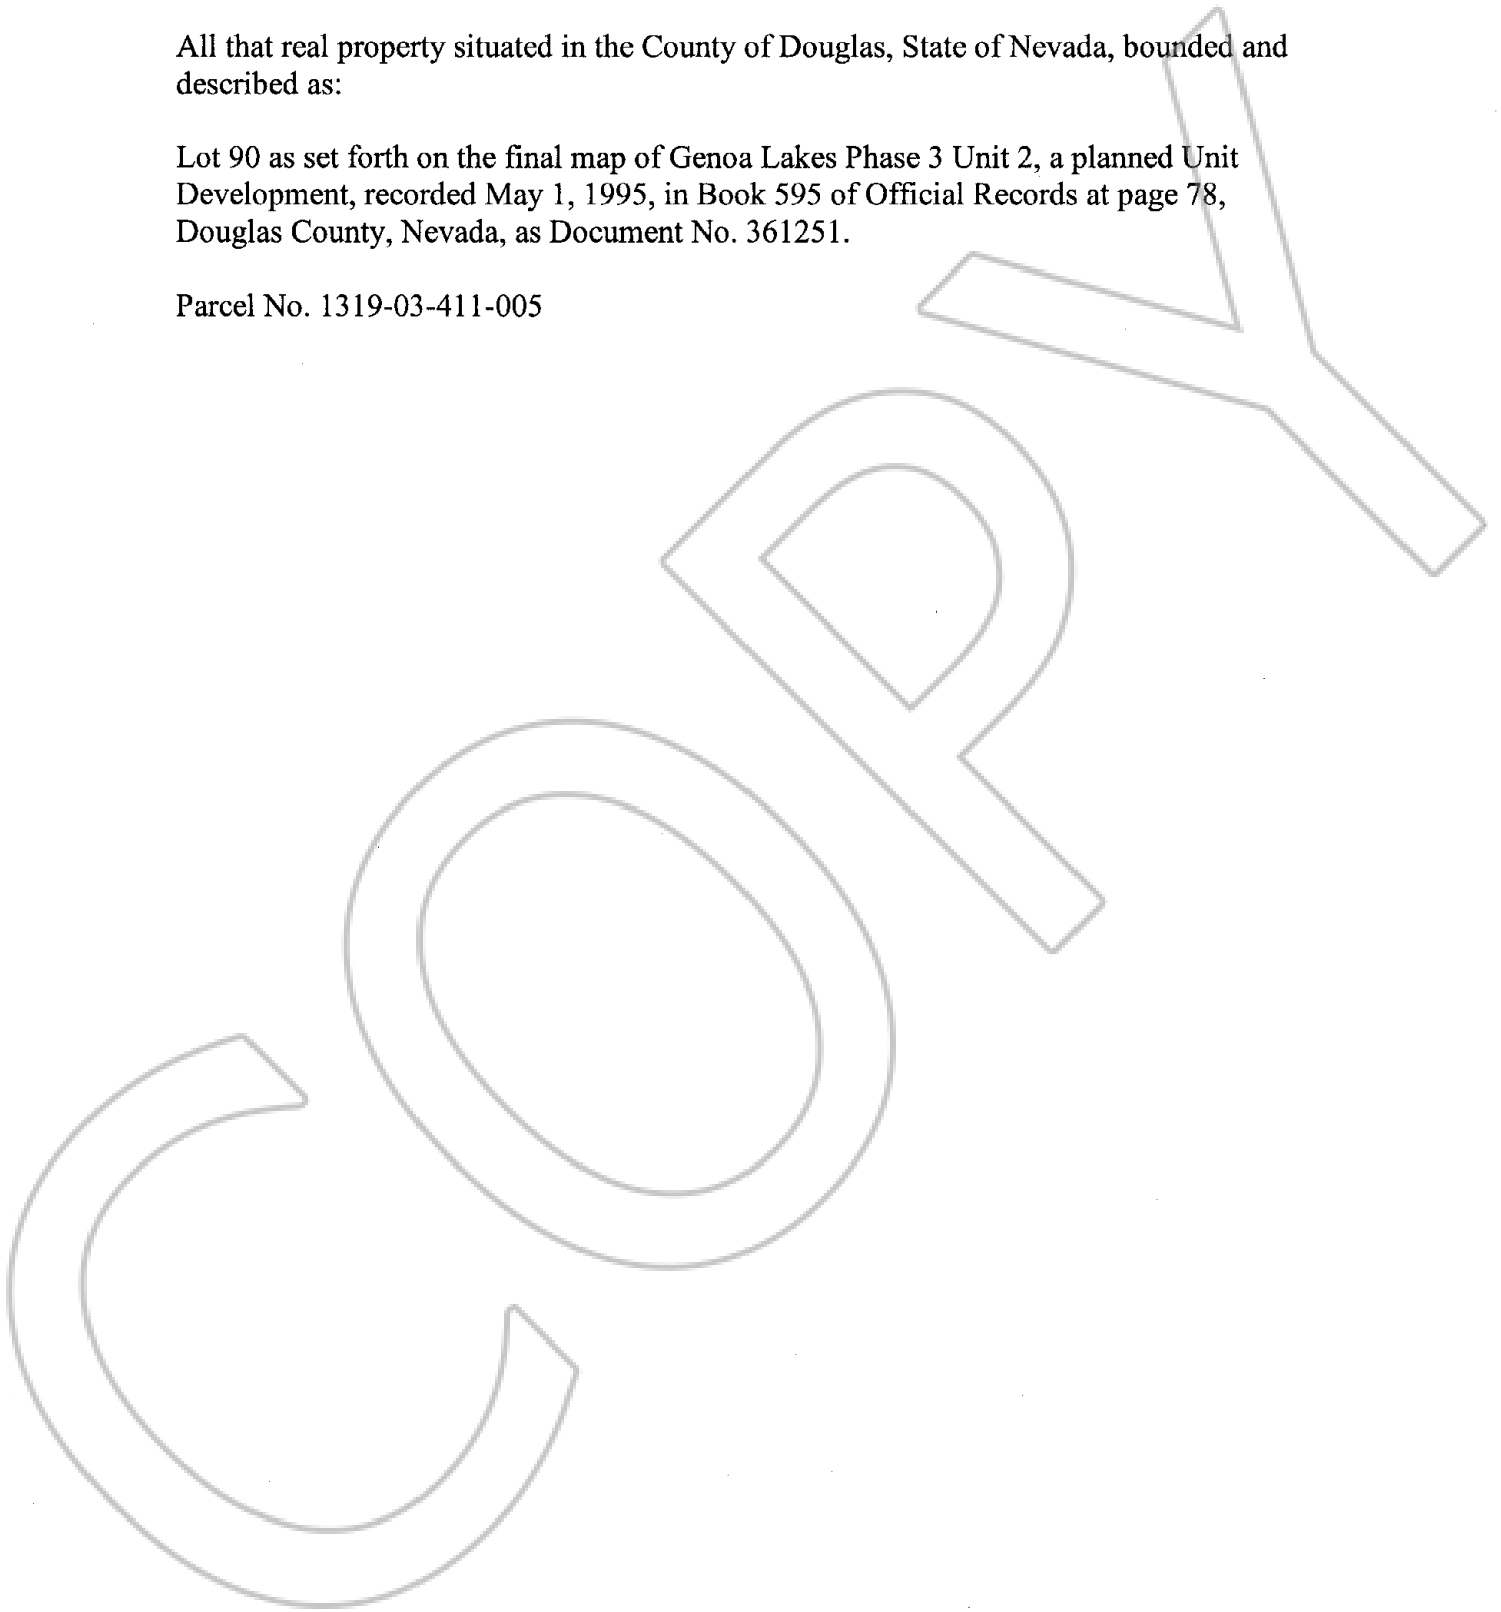 All that real property situated in the County of Douglas, State of Nevada, bounded and
described as:
Lot 90 as set forth on the final map of Genoa Lakes Phase 3 Unit 2, a planned Unit
Development, recorded May 1, 1995, in Book 595 of Official Records at page 78,
Douglas County, Nevada, as Document No. 361251.
Parcel No. 1319-03-411-005
COPY